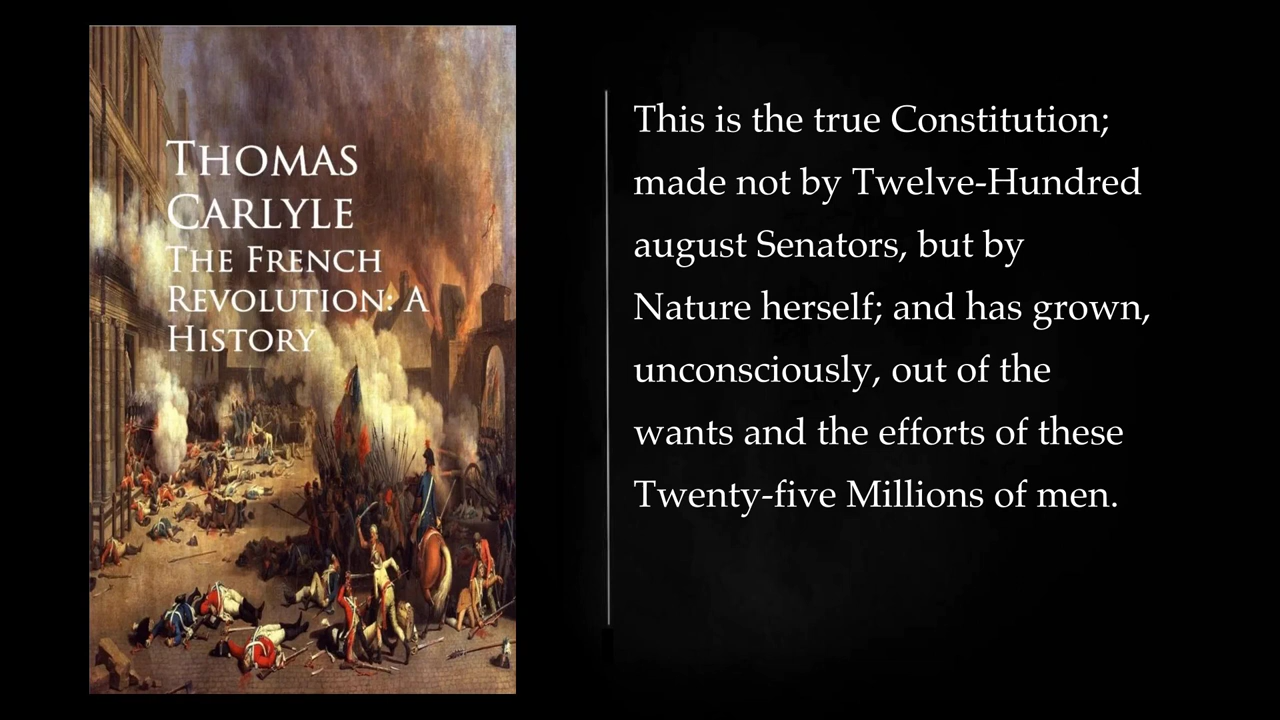 THOMAS
CARLYLE
THE FRENCH
REVOLUTION: A
HISTORY
This is the true Constitution;
made not by Twelve-Hundred
august Senators, but by
Nature herself; and has grown,
unconsciously, out of the
wants and the efforts of these
Twenty-five Millions of men.